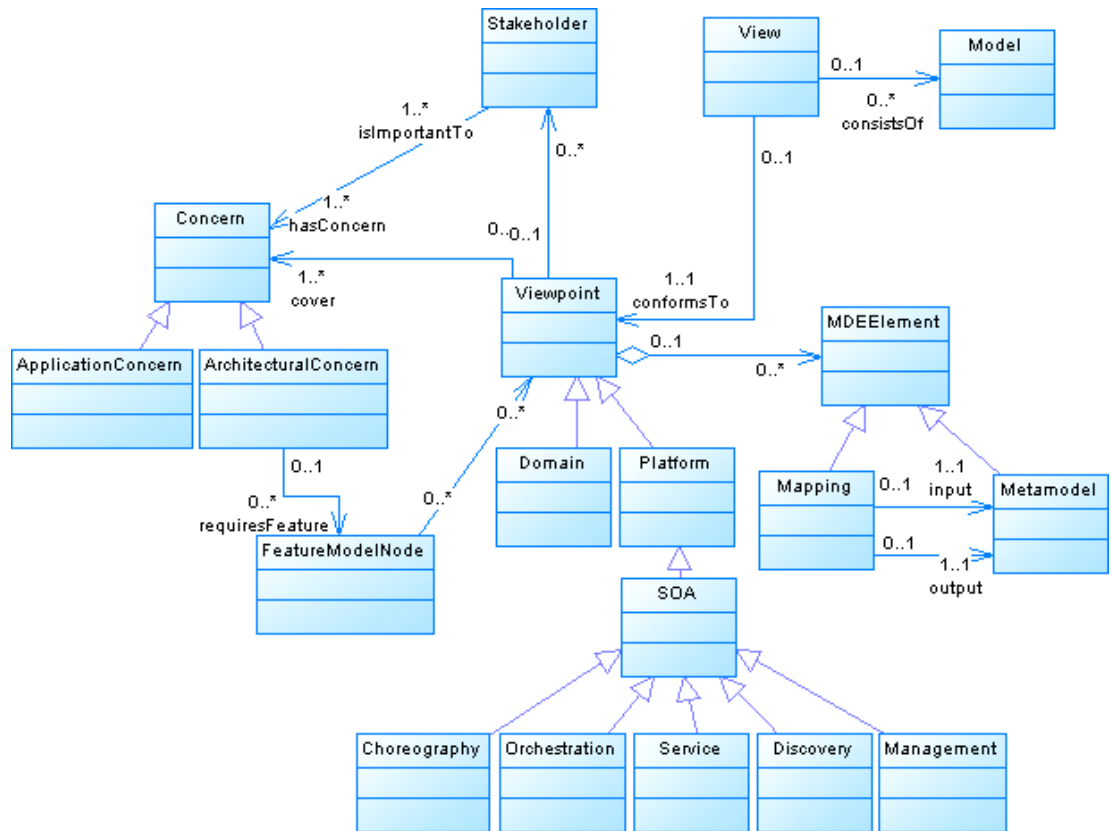 Stakeholder
View
Model
0..1
0..*
consistsOf
1..*
isImportantTo
0..*
0..1
1..*
hasConcern
Concern
0..
0..1
1..*
cover
Viewpoint
1..1
conformsTo
MDEElement
0..1
0..*
ApplicationConcern
ArchitecturalConcern
0..*
0..1
0..*
requiresFeature
0..*
Domain
Platform
Mapping
0..1
1..1
input
Metamodel
0..1
1..1
output
FeatureModelNode
SOA
Choreography
Orchestration
Service
Discovery
Management